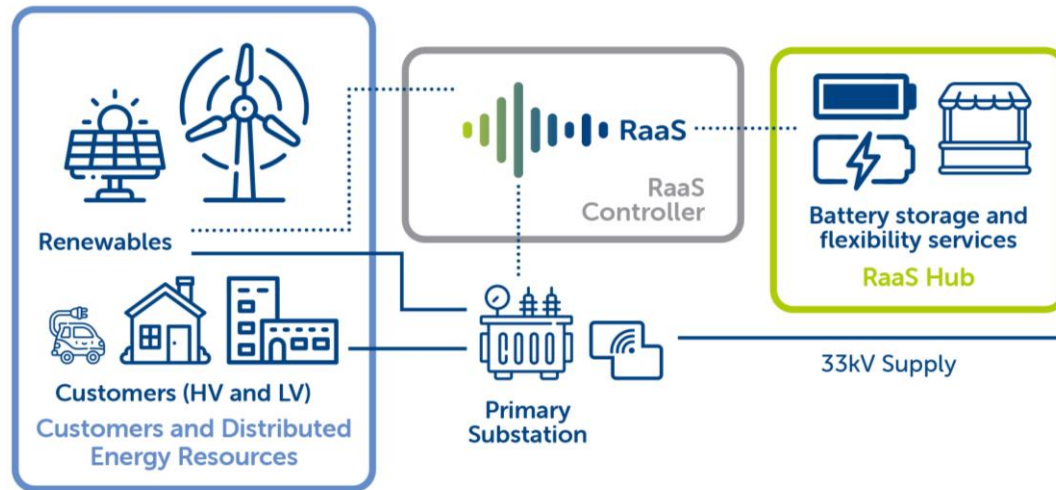 Renewables
Customers (HV and LV)
Customers and Distributed
Energy Resources
RaaS
RaaS
Controller
Primary
Substation
Battery storage and
flexibility services
RaaS Hub
33kV Supply